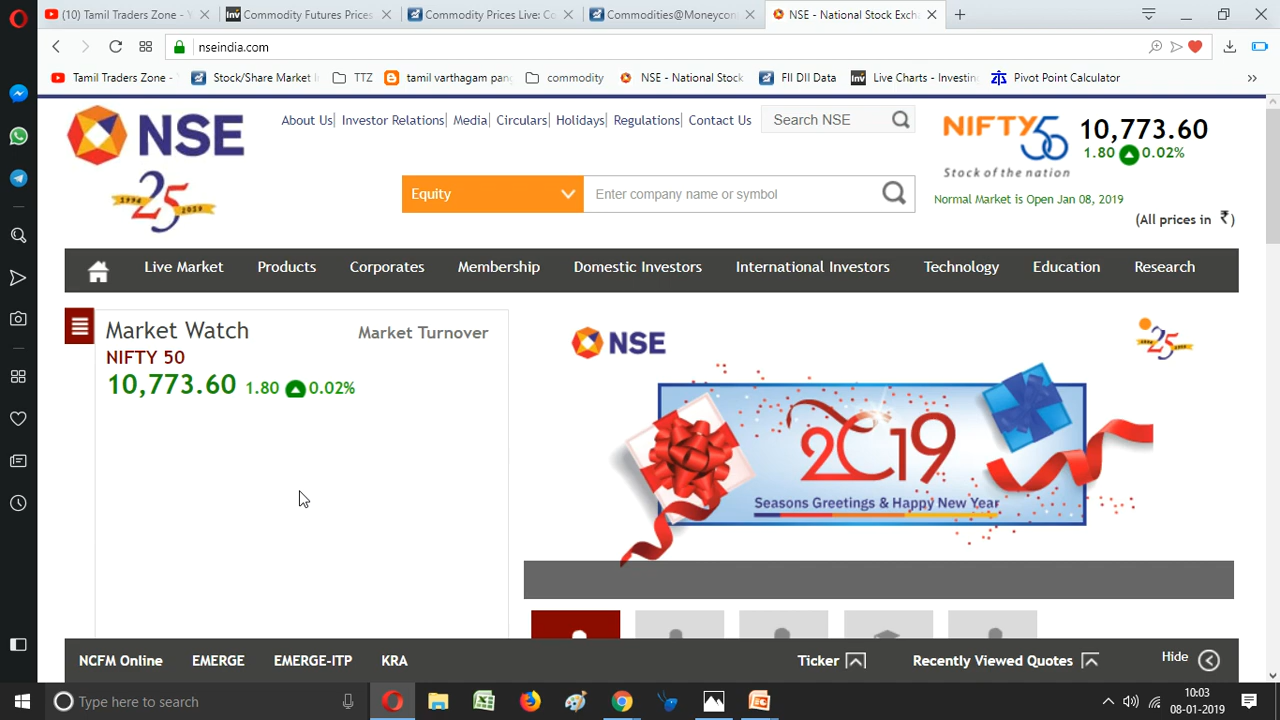 (10) Tamil Traders Zone - Y
Commodity Futures Prices
Commodity Prices Live: Co
Commodities@Moneycon
NSE - National Stock Excha
nseindia.com
Tamil Traders Zone -
Stock/Share Market I
TTZ
tamil varthagam pan
commodity
NSE - National Stock
FII DII Data
Inv
Live Charts - Investin
Pivot Point Calculator
NSE
1994 25 2019
About Us| Investor Relations| Media| Circulars| Holidays| Regulations| Contact Us
Search NSE
NIFTY50
Stock of the nation
10,773.60
1.80 0.02%
Equity
Enter company name or symbol
Normal Market is Open Jan 08, 2019
(All prices in ₹)
Live Market Products Corporates Membership Domestic Investors International Investors Technology Education Research
Market Watch Market Turnover
NIFTY 50
10,773.60 1.80 0.02%
NSE
25
2019
Seasons Greetings & Happy New Year
NCFM Online EMERGE EMERGE-ITP KRA Ticker Recently Viewed Quotes Hide
Type here to search
10:03
08-01-2019